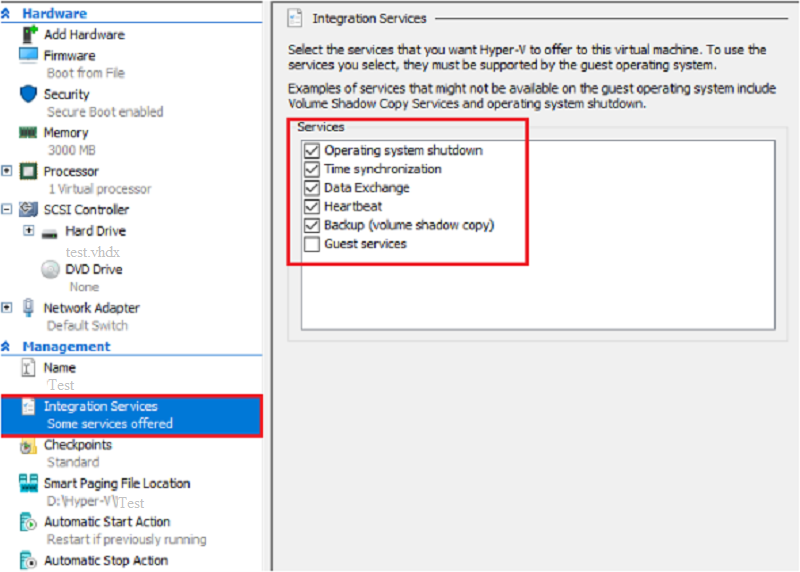 Hardware
Add Hardware
Firmware
Boot from File
Security
Secure Boot enabled
Memory
3000 MB
Processor
1 Virtual processor
SCSI Controller
Hard Drive
test.vhdx
DVD Drive
None
Network Adapter
Default Switch
Management
Name
Test
Integration Services
Some services offered
Checkpoints
Standard
Smart Paging File Location
D:\Hyper-V\Test
Automatic Start Action
Restart if previously running
Automatic Stop Action
Integration Services
Select the services that you want Hyper-V to offer to this virtual machine. To use the
services you select, they must be supported by the guest operating system.
Examples of services that might not be available on the guest operating system include
Volume Shadow Copy Services and operating system shutdown.
Services
Operating system shutdown
Time synchronization
Data Exchange
Heartbeat
Backup (volume shadow copy)
Guest services